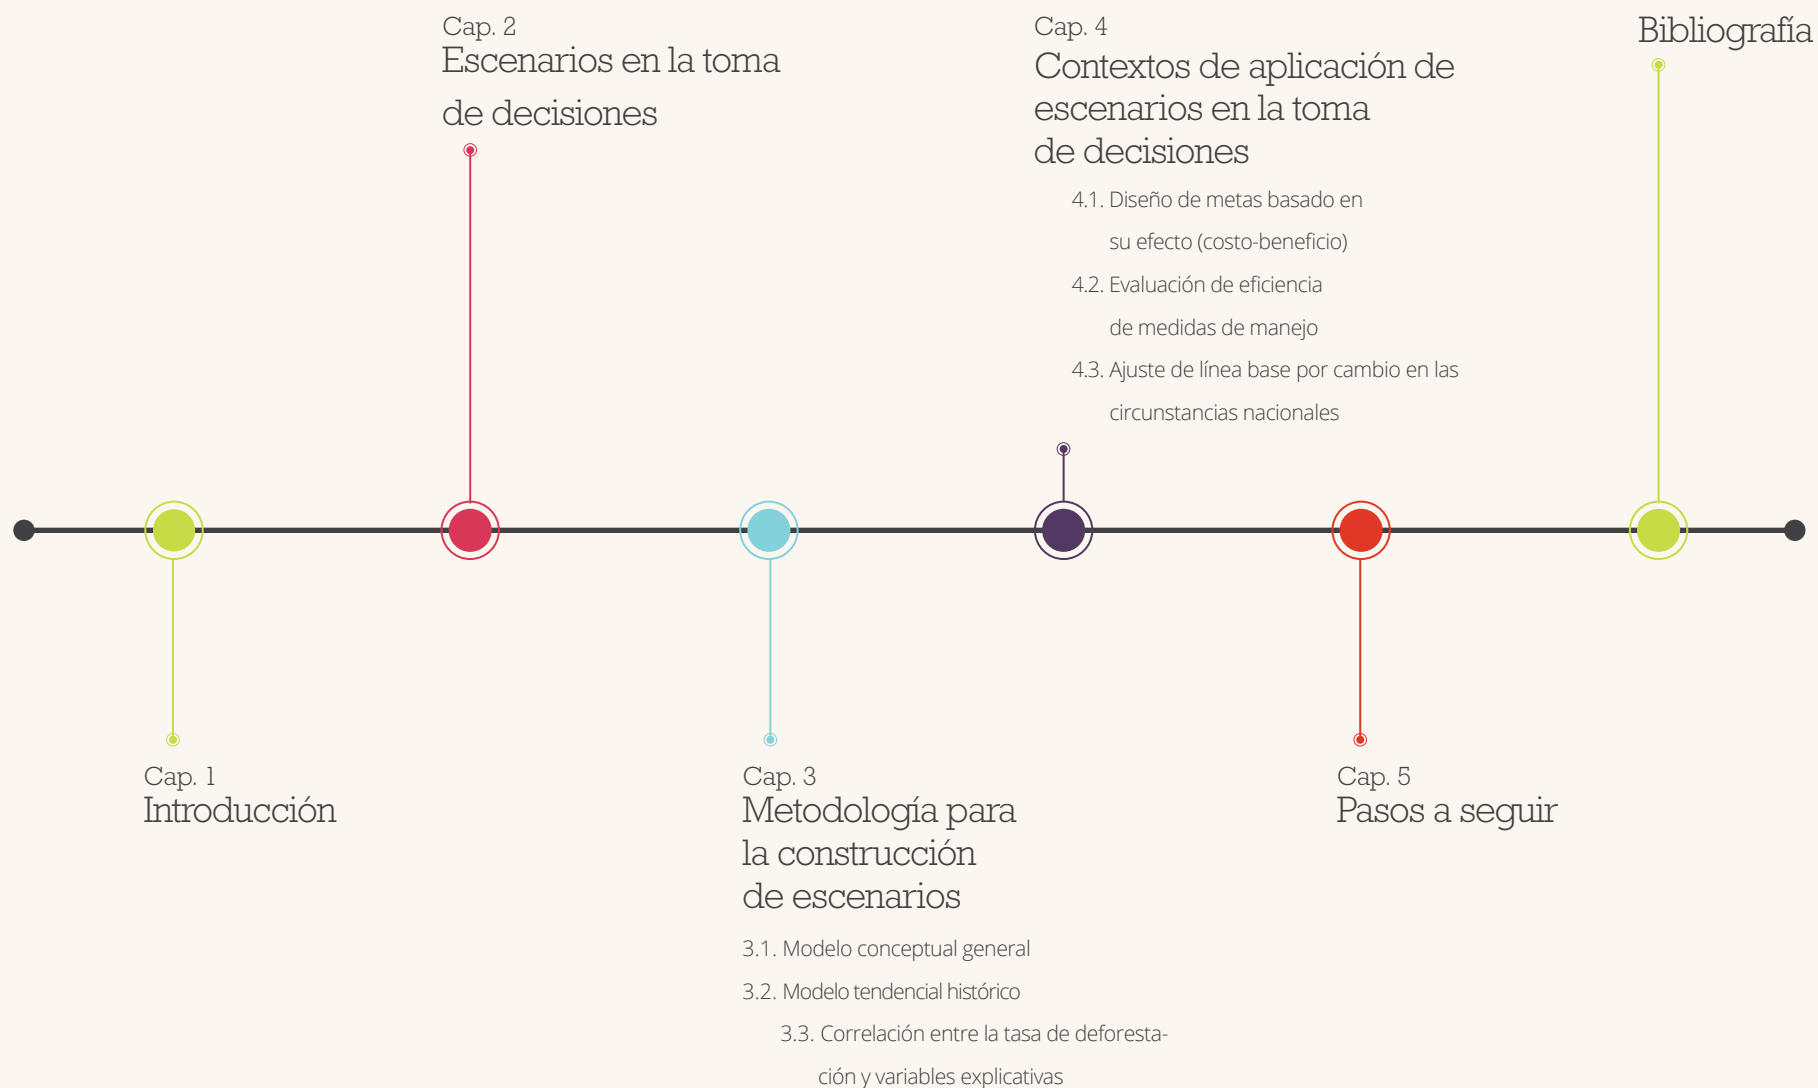 Cap. 1
Introducción
Cap. 2
Escenarios en la toma
de decisiones
Cap. 3
Metodología para
la construcción
de escenarios
3.1. Modelo conceptual general
3.2. Modelo tendencial histórico
3.3. Correlación entre la tasa de deforesta-
ción y variables explicativas
Cap. 4
Contextos de aplicación de
escenarios en la toma
de decisiones
4.1. Diseño de metas basado en
su efecto (costo-beneficio)
4.2. Evaluación de eficiencia
de medidas de manejo
4.3. Ajuste de línea base por cambio en las
circunstancias nacionales
Cap. 5
Pasos a seguir
Bibliografía